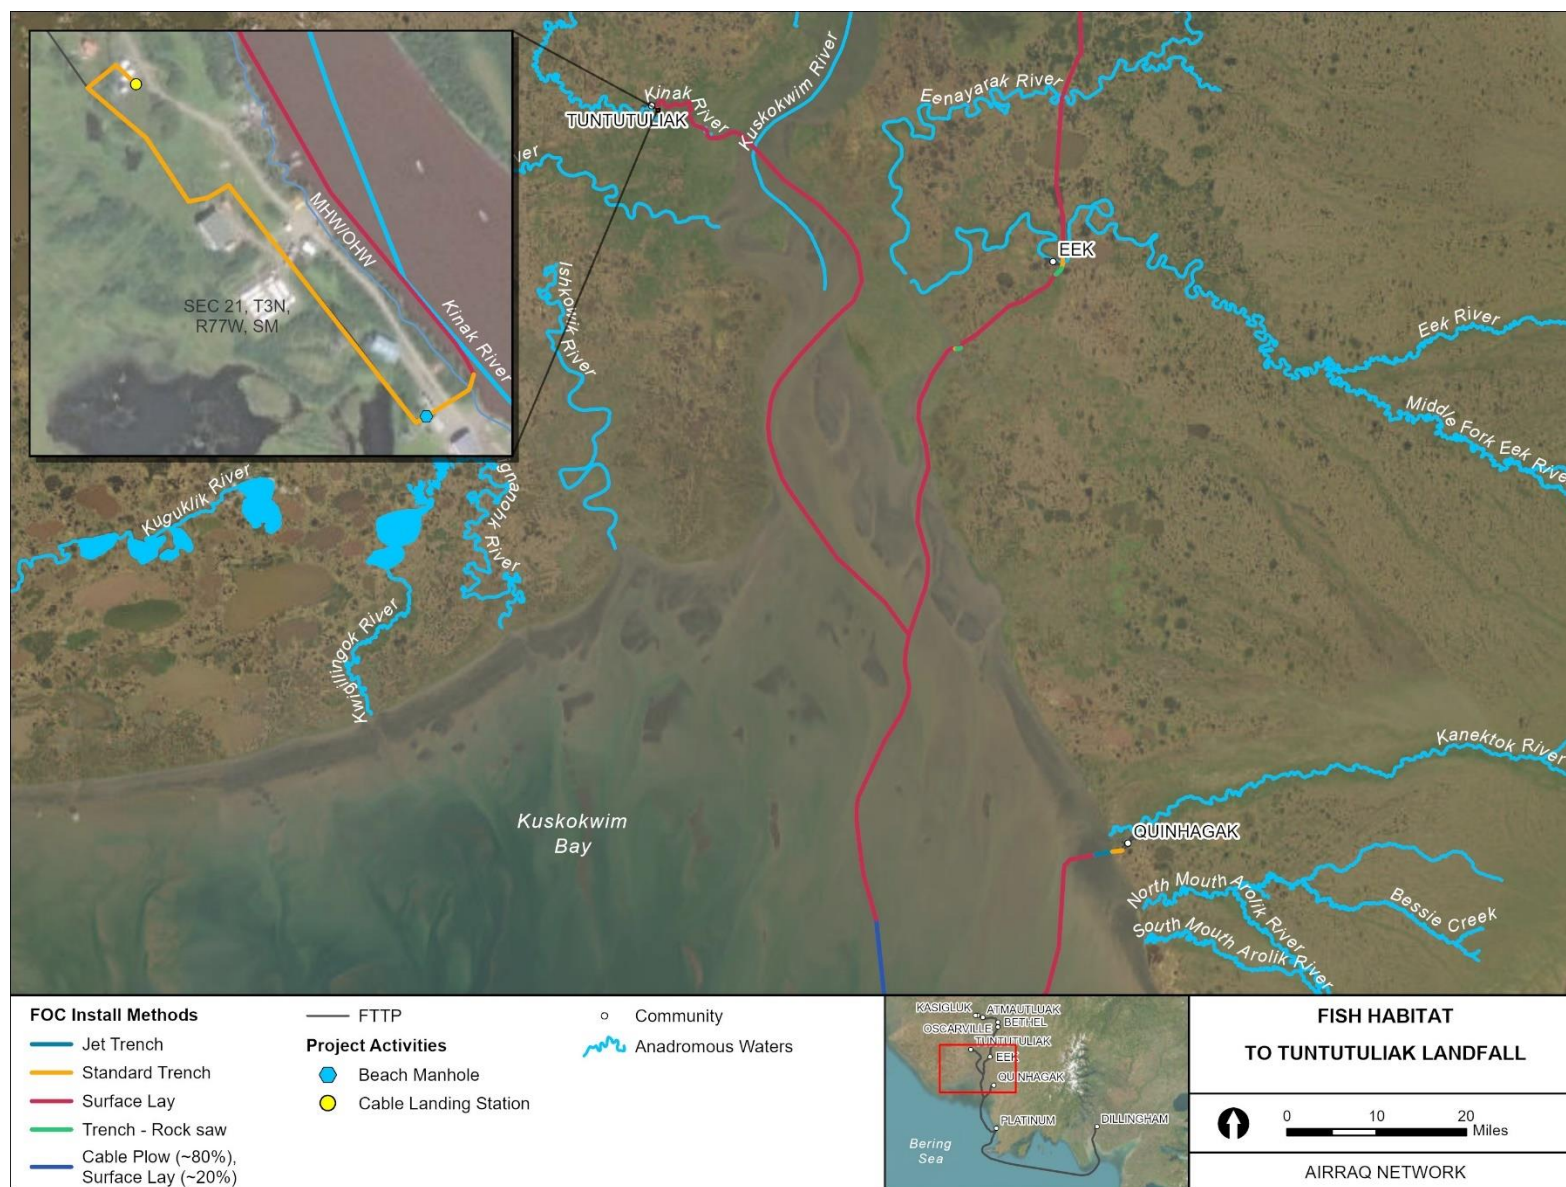 Kinak River
TUNTUTULIAK
Kuskokwim River
Eenayarak River
EEK
Ishkowik River
MHW/OHW
Kinak River
SEC 21, T3N,
R77W, SM
Eek River
Middle Fork Eek River
Kuguklik River
River
Kwigillingok River
Kanektok River
QUINHAGAK
Kuskokwim
Bay
North Mouth Arolik River
Bessie Creek
South Mouth Arolik River
FOC Install Methods
Jet Trench
Standard Trench
Surface Lay
Trench - Rock saw
Cable Plow (~80%),
Surface Lay (~20%)
FTTP
Project Activities
Beach Manhole
Cable Landing Station
Community
Anadromous Waters
KASIGLUK
ATMAUTLUAK
OSCARVILLE
BETHEL
TUNTUTULIAK
EEK
QUINHAGAK
PLATINUM
DILLINGHAM
Bering
Sea
FISH HABITAT
TO TUNTUTULIAK LANDFALL
0 10 20
Miles
AIRRAQ NETWORK